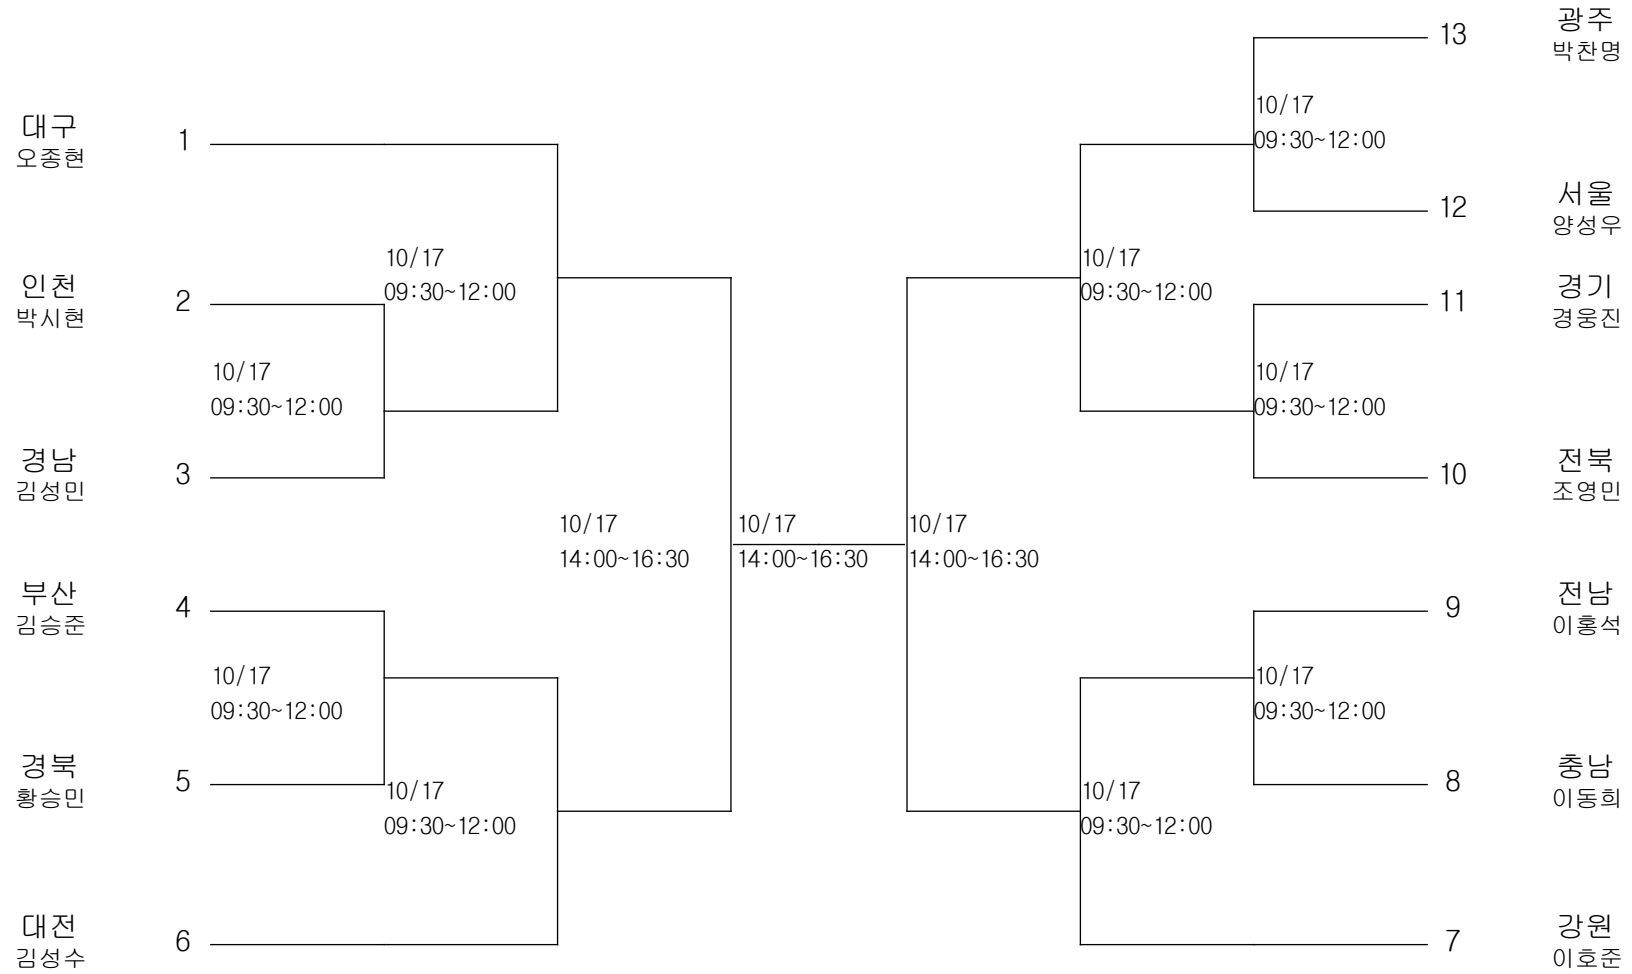 13
광주
박찬명
10/17
09:30~12:00
대구
오종현
1
12
서울
양성우
10/17
09:30~12:00
10/17
09:30~12:00
인천
박시현
2
11
경기
경웅진
10/17
09:30~12:00
10/17
09:30~12:00
경남
김성민
3
10
전북
조영민
10/17
14:00~16:30
10/17
14:00~16:30
10/17
14:00~16:30
부산
김승준
4
9
전남
이홍석
10/17
09:30~12:00
10/17
09:30~12:00
경북
황승민
5
10/17
09:30~12:00
10/17
09:30~12:00
8
충남
이동희
대전
김성수
6
7
강원
이호준